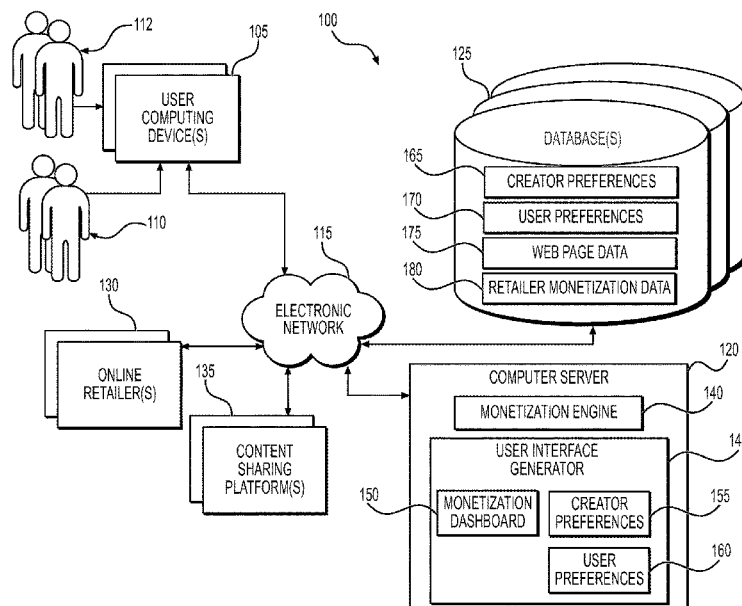 112
105
100
125
USER
COMPUTING
DEVICE(S)
DATABASE(S)
165
CREATOR PREFERENCES
170
USER PREFERENCES
175
WEB PAGE DATA
180
RETAILER MONETIZATION DATA
110
115
ELECTRONIC
NETWORK
130
ONLINE
RETAILER(S)
135
CONTENT
SHARING
PLATFORM(S)
120
COMPUTER SERVER
MONETIZATION ENGINE
140
USER INTERFACE
GENERATOR
14
150
MONETIZATION
DASHBOARD
CREATOR
PREFERENCES
155
USER
PREFERENCES
160